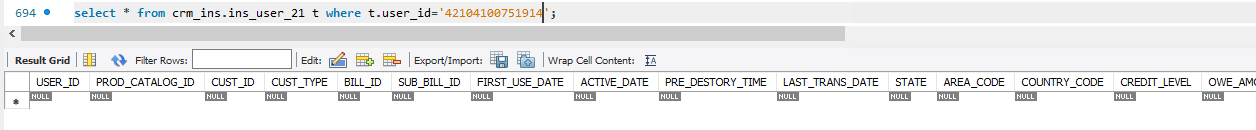 694 select * from crm_ins.ins_user_21 t where t.user_id='42104100751914';
Result Grid Filter Rows: Edit: Export/Import: Wrap Cell Content:
USER_ID PROD_CATALOG_ID CUST_ID CUST_TYPE BILL_ID SUB_BILL_ID FIRST_USE_DATE ACTIVE_DATE PRE_DESTORY_TIME LAST_TRANS_DATE STATE AREA_CODE COUNTRY_CODE CREDIT_LEVEL OWE_AMO
NULL NULL NULL NULL NULL NULL NULL NULL NULL NULL NULL NULL NULL NULL NULL